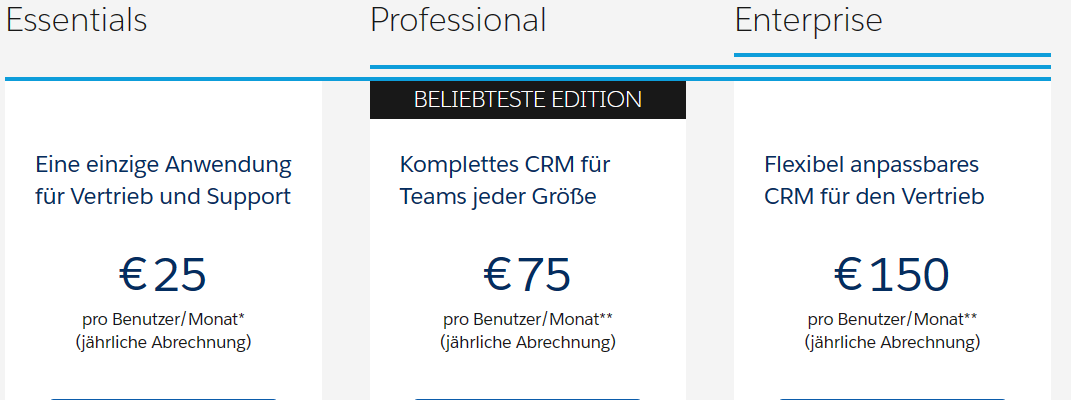 Essentials
Professional
Enterprise
BELIEBTESTE EDITION
Eine einzige Anwendung
für Vertrieb und Support
€ 25
pro Benutzer/Monat*
(jährliche Abrechnung)
Komplettes CRM für
Teams jeder Größe
€ 75
pro Benutzer/Monat**
(jährliche Abrechnung)
Flexibel anpassbares
CRM für den Vertrieb
€ 150
pro Benutzer/Monat**
(jährliche Abrechnung)